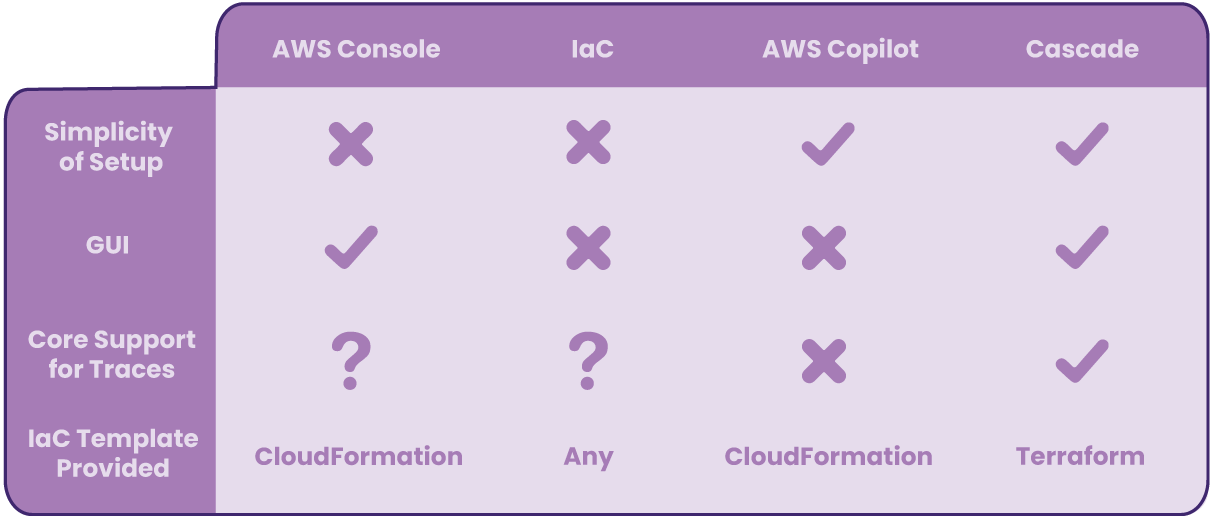 AWS Console IaC AWS Copilot Cascade
Simplicity
of Setup
GUI
Core Support
for Traces
? ?
IaC Template
Provided
CloudFormation Any CloudFormation Terraform